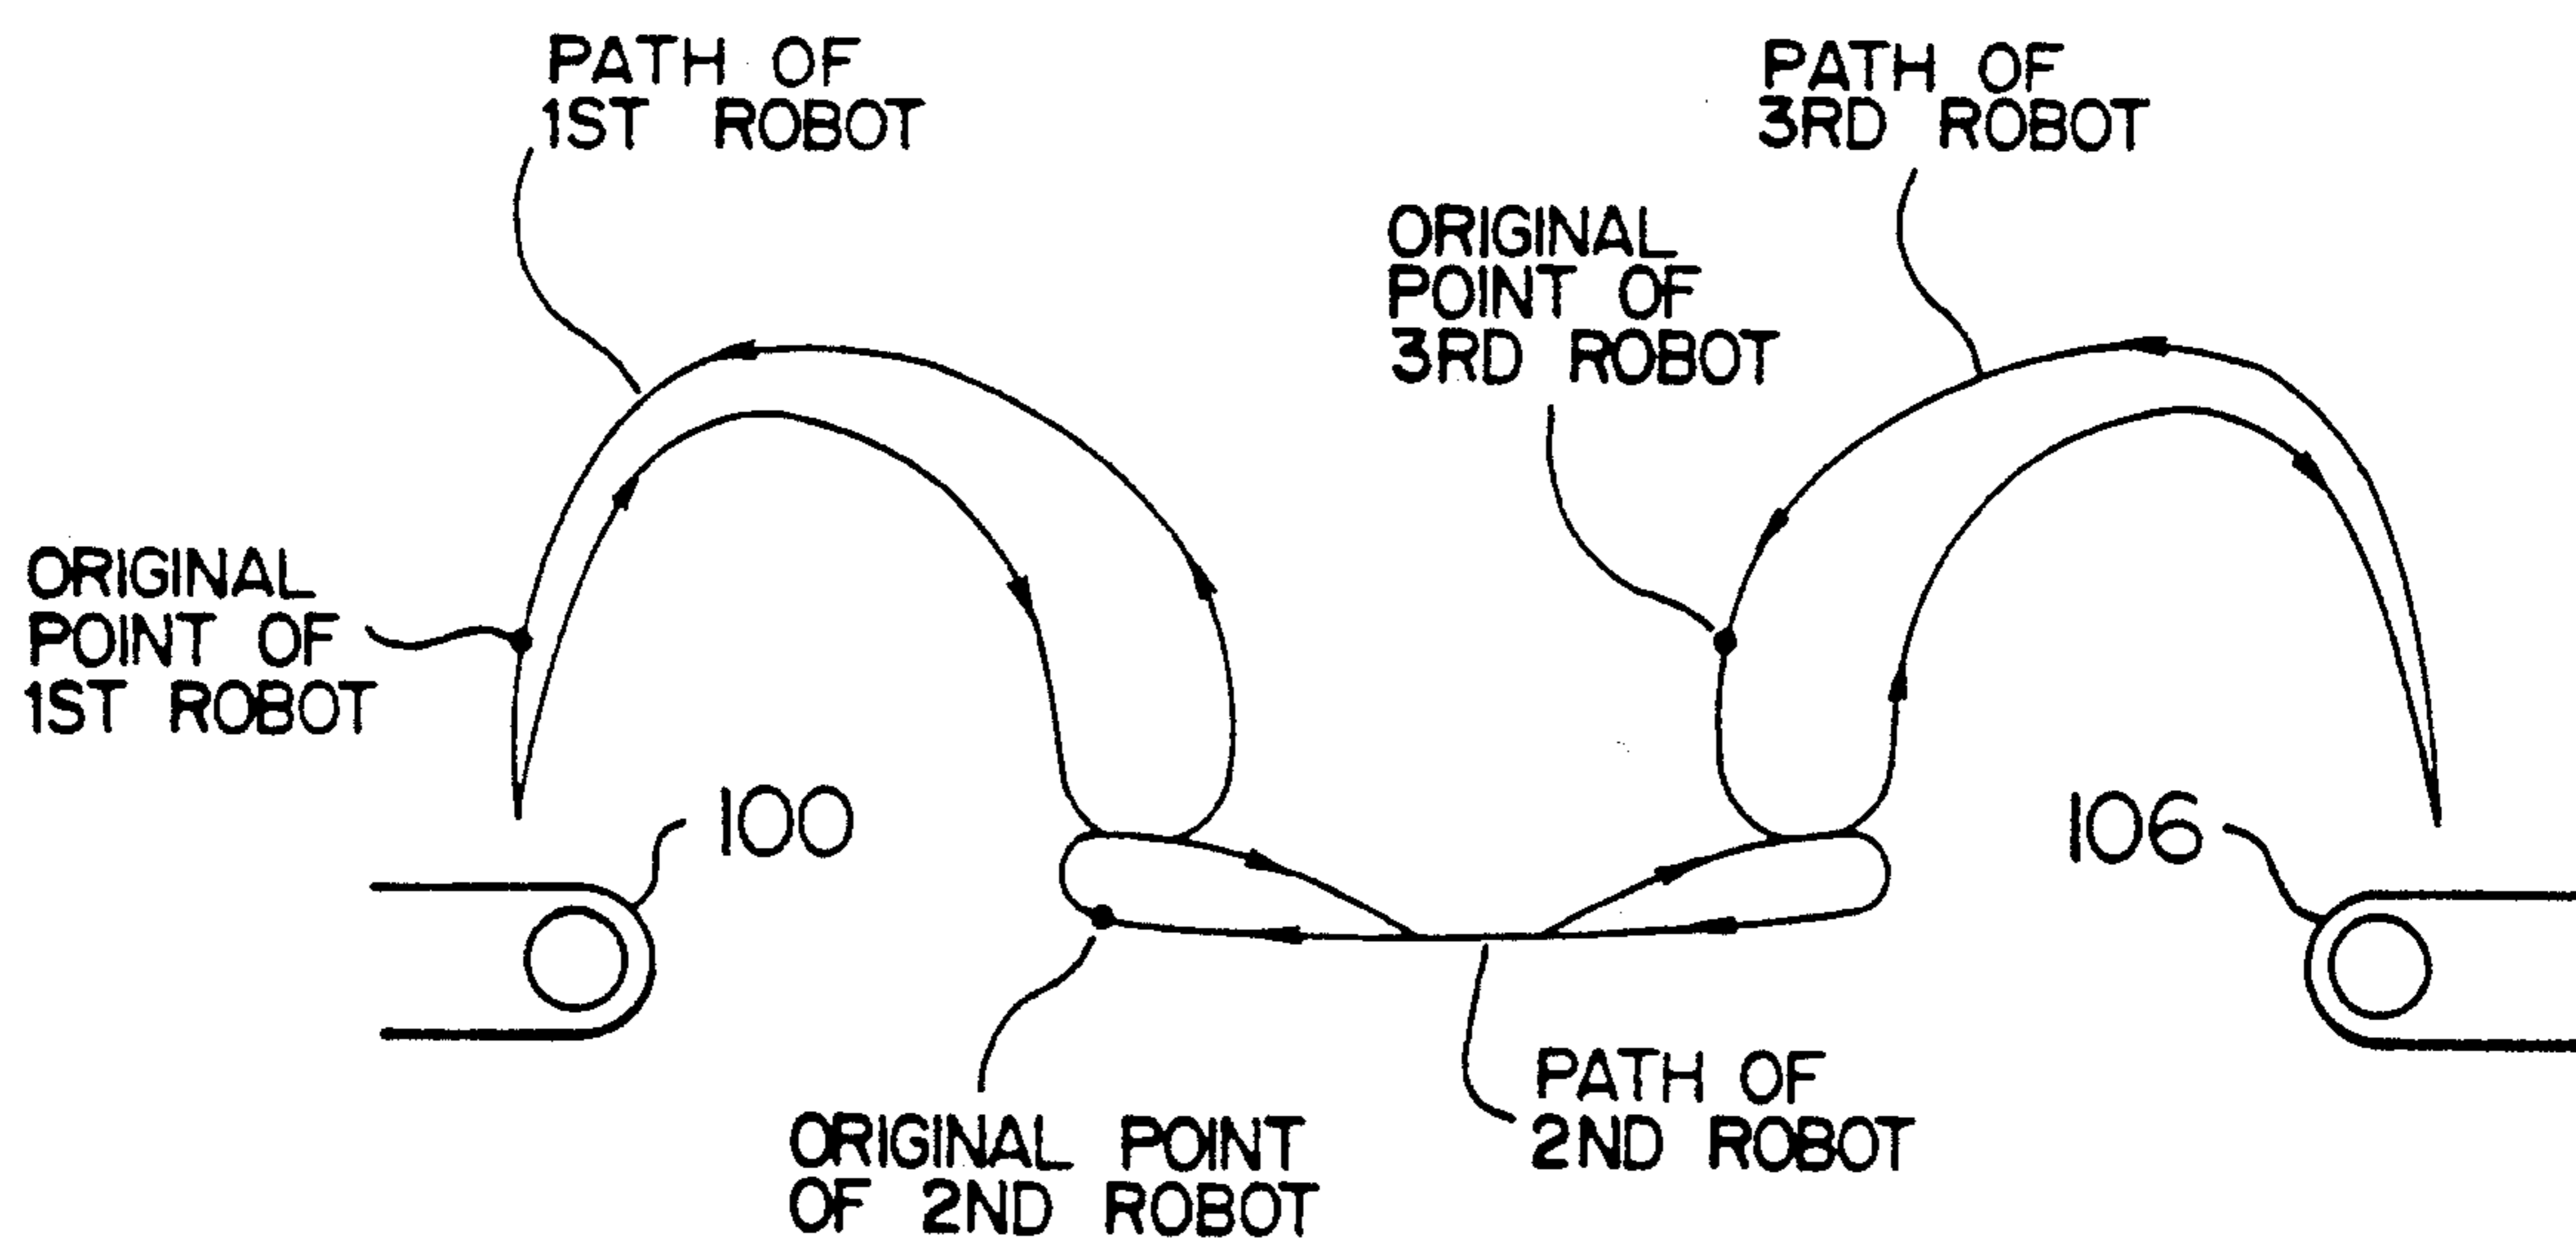 PATH OF
1ST ROBOT
PATH OF
3RD ROBOT
ORIGINAL
POINT OF
3RD ROBOT
ORIGINAL
POINT OF
1ST ROBOT
100
106
PATH OF
2ND ROBOT
ORIGINAL POINT
OF 2ND ROBOT